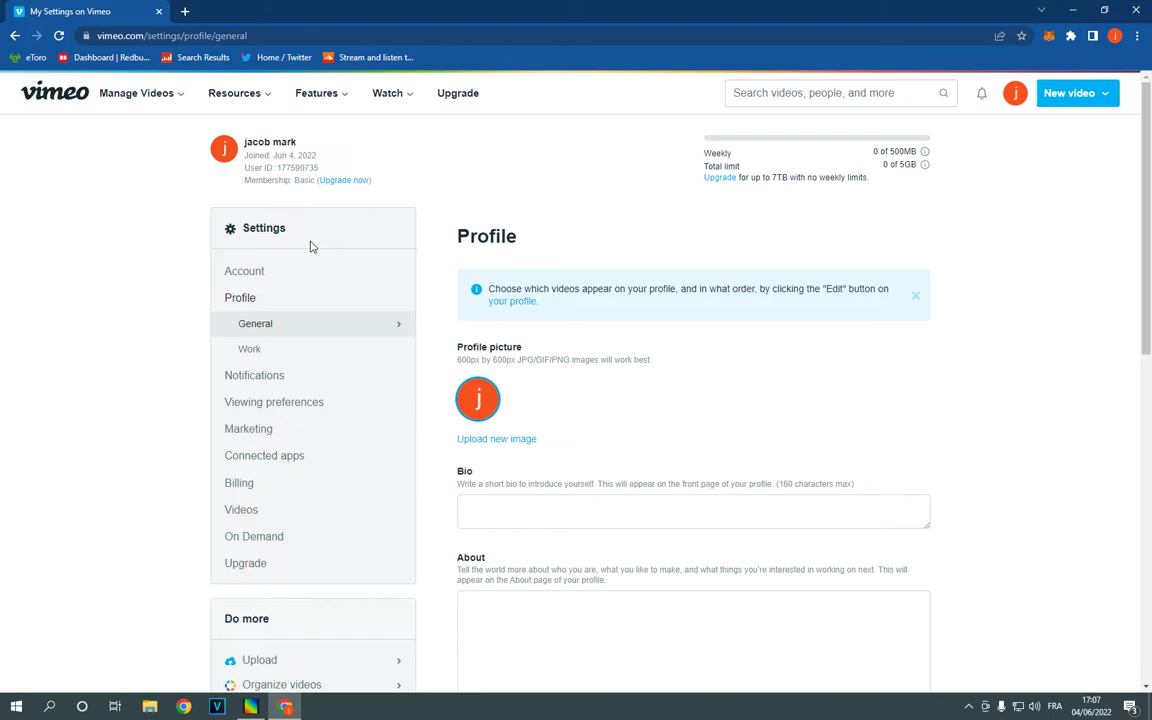 My Settings on Vimeo
vimeo.com/settings/profile/general
eToro
Dashboard | Redbu...
Search Results
Home / Twitter
Stream and listen t...
vimeo
Manage Videos
Resources
Features
Watch
Upgrade
Search videos, people, and more
j
New video
j
jacob mark
Joined: Jun 4, 2022
User ID: 177590735
Membership: Basic (Upgrade now)
Weekly
0 of 500MB
Total limit
0 of 5GB
Upgrade for up to 7TB with no weekly limits.
Settings
Account
Profile
General
Work
Notifications
Viewing preferences
Marketing
Connected apps
Billing
Videos
On Demand
Upgrade
Do more
Upload
Organize videos
Profile
Choose which videos appear on your profile, and in what order, by clicking the "Edit" button on
your profile.
Profile picture
600px by 600px JPG/GIF/PNG images will work best.
j
Upload new image
Bio
Write a short bio to introduce yourself. This will appear on the front page of your profile. (160 characters max)
About
Tell the world more about who you are, what you like to make, and what things you're interested in working on next. This will
appear on the About page of your profile.
FRA
17:07
04/06/2022
3